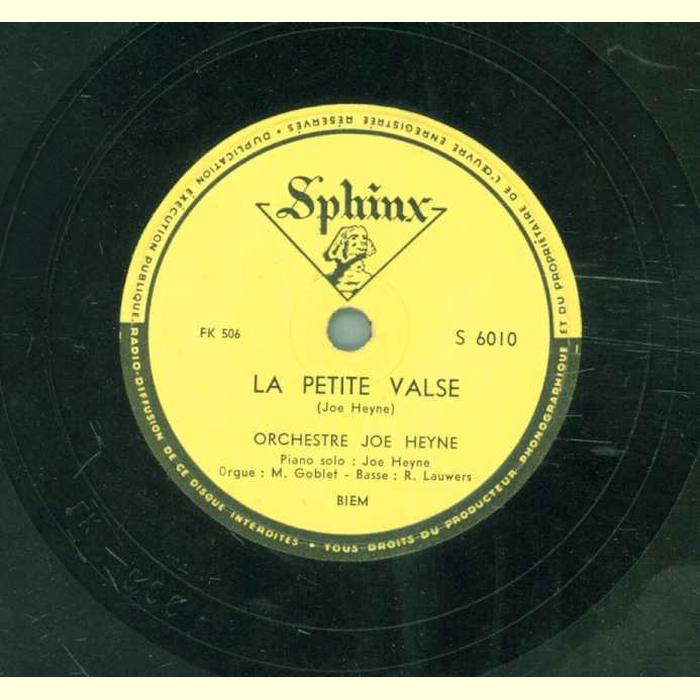 Sphinx
FK 506
S 6010
LA PETITE VALSE
(Joe Heyne)
ORCHESTRE JOE HEYNE
Piano solo : Joe Heyne
Orgue : M. Goblet - Basse : R. Lauwers
BIEM
TOUS DROITS DU PRODUCTEUR PHONOGRAPHIQUE ET DU PROPRIÉTAIRE DE L'ŒUVRE ENREGISTRÉE RÉSERVÉS • DUPLICATION EXÉCUTION PUBLIQUE, RADIO-DIFFUSION DE CE DISQUE INTERDITES •